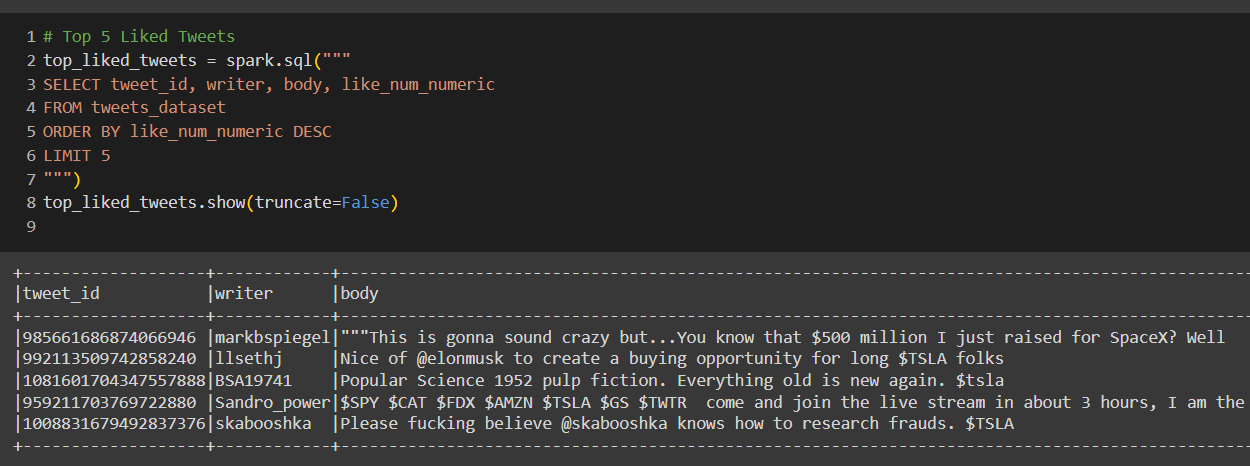 1 # Top 5 Liked Tweets
2 top_liked_tweets = spark.sql("""
3 SELECT tweet_id, writer, body, like_num_numeric
4 FROM tweets_dataset
5 ORDER BY like_num_numeric DESC
6 LIMIT 5
7 """)
8 top_liked_tweets.show(truncate=False)
9
+-------------------+------------+----------------------------------------------------------------------------------------------
|tweet_id           |writer      |body
+-------------------+------------+----------------------------------------------------------------------------------------------
|985661686874066946 |markbspiegel|"""This is gonna sound crazy but...You know that $500 million I just raised for SpaceX? Well
|992113509742858240 |llsethj     |Nice of @elonmusk to create a buying opportunity for long $TSLA folks
|1081601704347557888|BSA19741    |Popular Science 1952 pulp fiction. Everything old is new again. $tsla
|959211703769722880 |Sandro_power|$SPY $CAT $FDX $AMZN $TSLA $GS $TWTR  come and join the live stream in about 3 hours, I am the
|1008831679492837376|skabooshka  |Please fucking believe @skabooshka knows how to research frauds. $TSLA
+-------------------+------------+----------------------------------------------------------------------------------------------